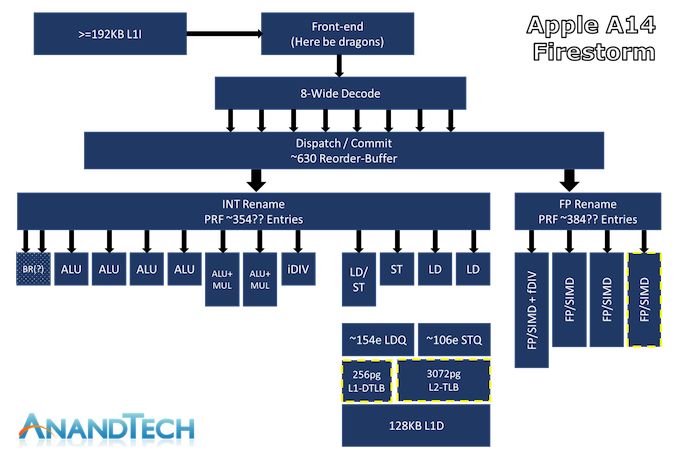 Apple A14
Firestorm
>=192KB L1I
Front-end
(Here be dragons)
8-Wide Decode
Dispatch / Commit
~630 Reorder-Buffer
INT Rename
PRF ~354?? Entries
FP Rename
PRF ~384?? Entries
BR(?)
ALU
ALU
ALU
ALU
ALU+
MUL
ALU+
MUL
iDIV
LD/
ST
ST
LD
LD
FP/SIMD + fDIV
FP/SIMD
FP/SIMD
FP/SIMD
~154e LDQ
~106e STQ
256pg
L1-DTLB
3072pg
L2-TLB
128KB L1D
ANANDTECH